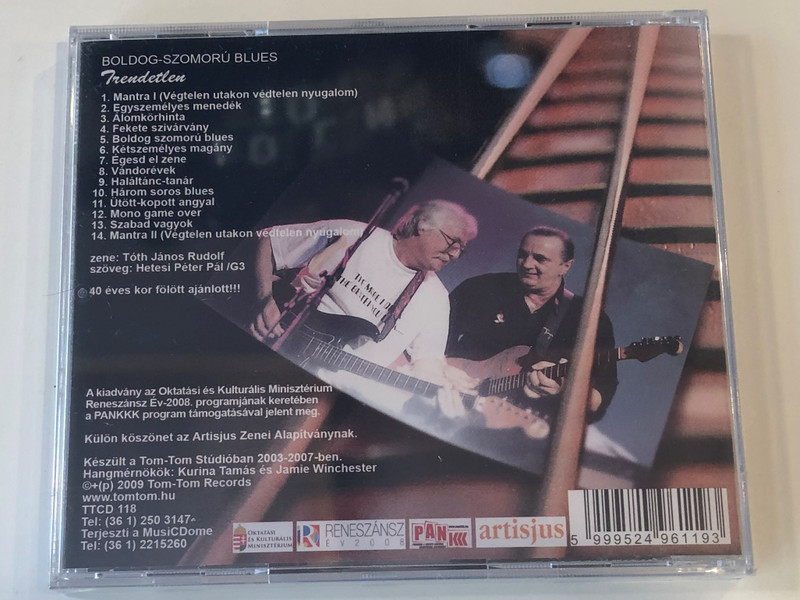 BOLDOG-SZOMORÚ BLUES
Trendetlen
1. Mantra I (Végtelen utakon védtelen nyugalom)
2. Egyszemélyes menedék
3. Álomkörhinta
4. Fekete szivárvány
5. Boldog szomorú blues
6. Kétszemélyes magány
7. Égesd el zene
8. Vándorévek
9. Haláltánc-tanár
10. Három soros blues
11. Ütött-kopott angyal
12. Mono game over
13. Szabad vagyok
14. Mantra II (Végtelen utakon védtelen nyugalom)
zene: Tóth János Rudolf
szöveg: Hetesi Péter Pál /G3
40 éves kor fölött ajánlott!!!
A kiadvány az Oktatási és Kulturális Minisztérium
Reneszánsz Év-2008. programjának keretében
a PANKKK program támogatásával jelent meg.
Külön köszönet az Artisjus Zenei Alapítványnak.
Készült a Tom-Tom Stúdióban 2003-2007-ben.
Hangmérnökök: Kurina Tamás és Jamie Winchester
©+(p) 2009 Tom-Tom Records
www.tomtom.hu
TTCD 118
Tel: (36 1) 250 3147
Terjeszti a MusiCDome
Tel: (36 1) 2215260
OKTATÁSI
ÉS KULTURÁLIS
MINISZTÉRIUM
RENESZÁNSZ
ÉV2008
PANKKK
artisjus
5 999524 961193